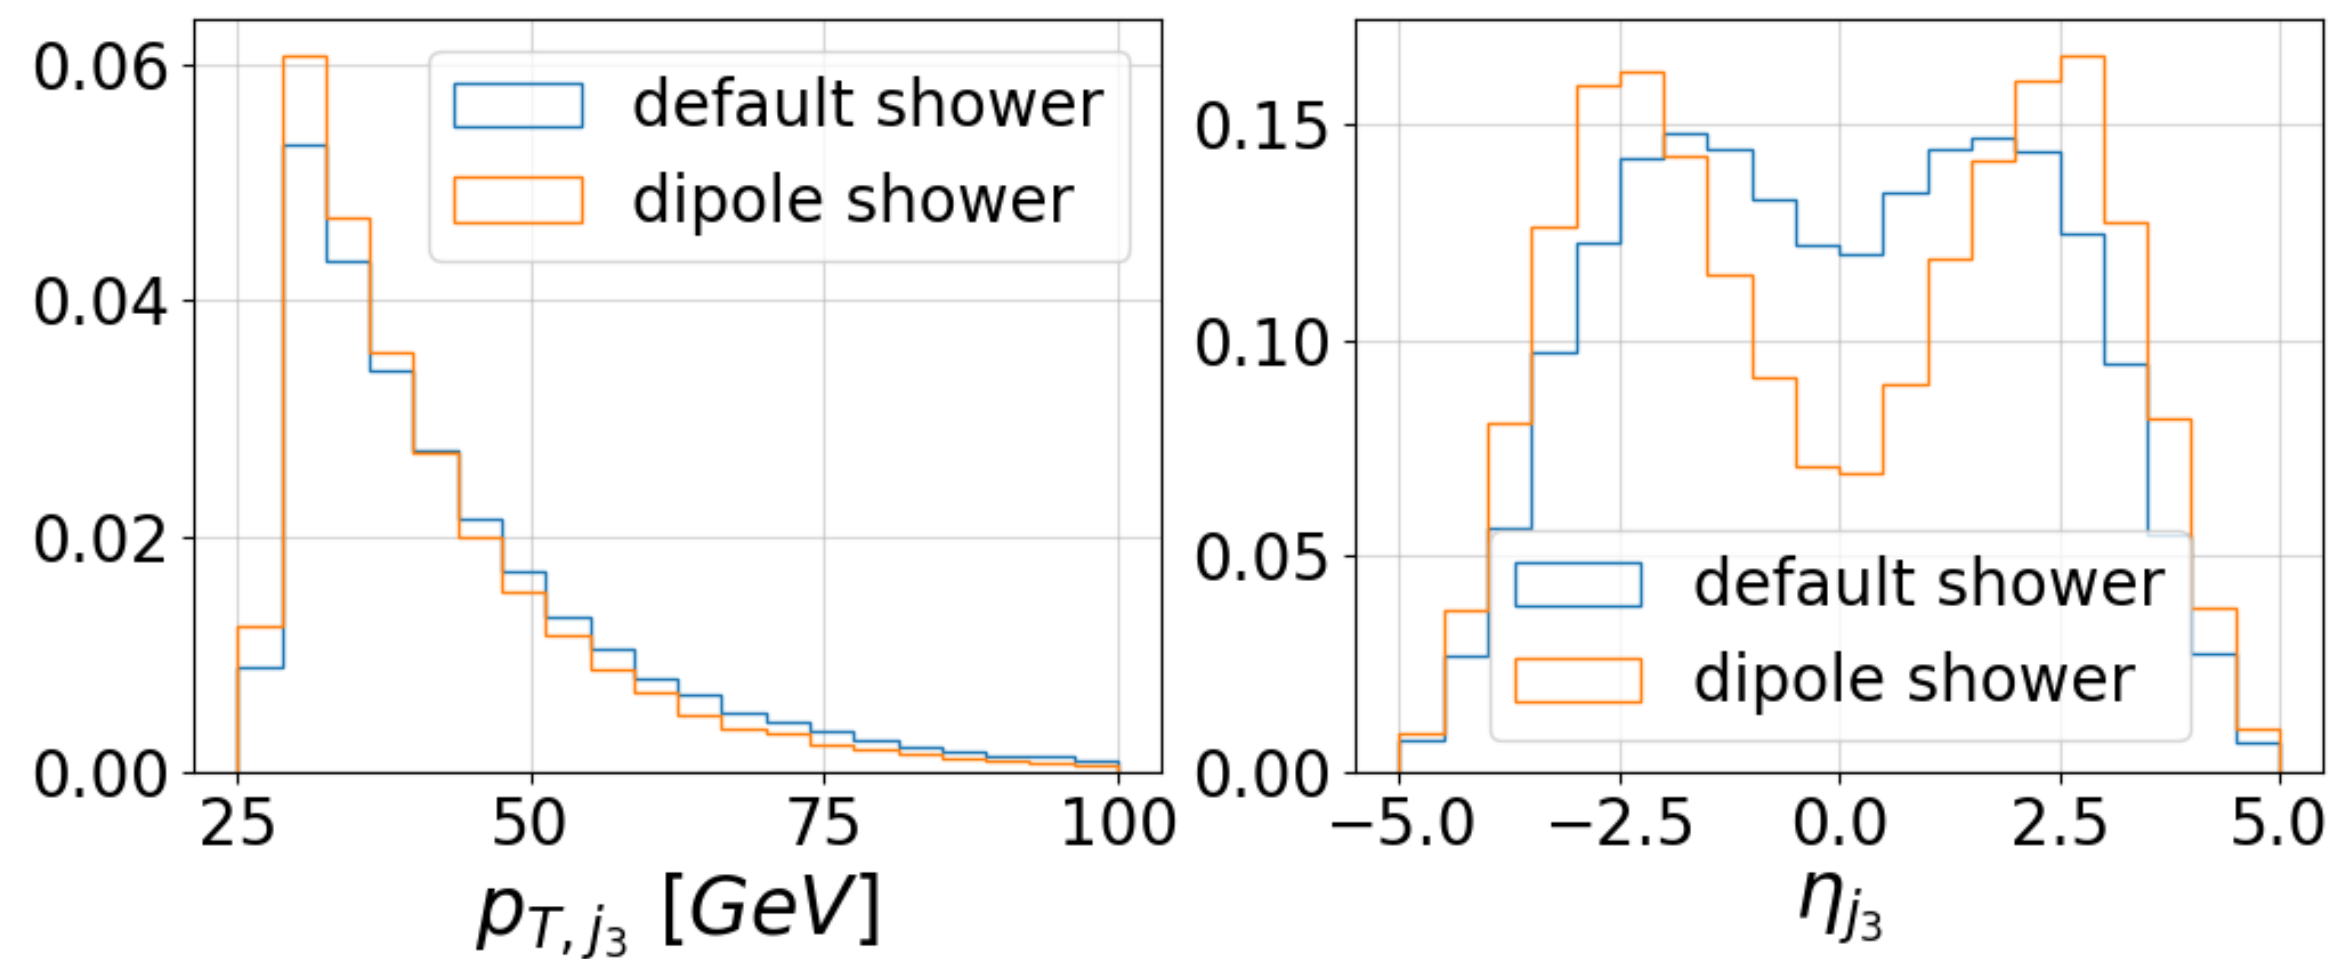 0.06
0.04
0.02
0.00
default shower
dipole shower
25 50 75 100
p_{T, j_3} [GeV]
0.15
0.10
0.05
0.00
default shower
dipole shower
−5.0 −2.5 0.0 2.5 5.0
η_{j_3}